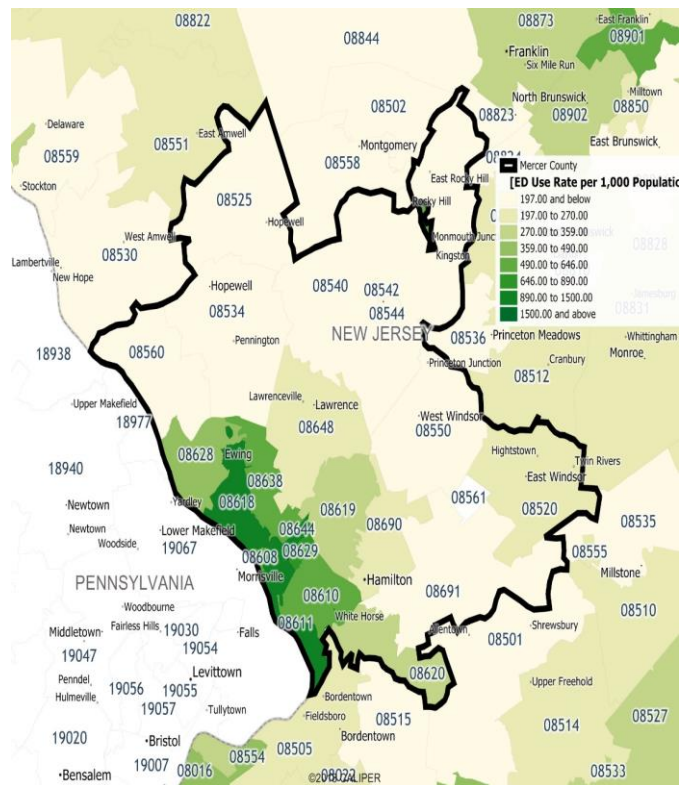 08822
08873
East Franklin
08901
08844
Franklin
Six Mile Run
Milltown
North Brunswick
08850
08502
08823
08902
Delaware
East Amwell
08551
Montgomery
East Brunswick
08559
08558
Mercer County
Stockton
East Rocky Hill
[ED Use Rate per 1,000 Populatio
08525
Rocky Hill
197.00 and below
Hopewell
197.00 to 270.00
West Amwell
Monmouth Junct
270.00 to 359.00
08530
Kingston
359.00 to 490.00
Lambertville
490.00 to 646.00
New Hope
Hopewell
08540
08542
646.00 to 890.00
08534
08544
890.00 to 1500.00
08831
1500.00 and above
NEW JERSEY
08536
Princeton Meadows
Whittingham
18938
08560
Pennington
Monroe
Princeton Junction
Cranbury
08512
Upper Makefield
Lawrenceville
Lawrence
18977
08648
West Windsor
08550
08628
Ewing
Hightstown
Twin Rivers
18940
08638
East Windsor
Newtown
Yardley
08618
08619
08561
08520
Newtown
Lower Makefield
08644
08690
08535
Woodside
19067
08608
08629
08555
Morrisville
Hamilton
Millstone
PENNSYLVANIA
08610
08691
08510
Woodbourne
White Horse
Fairless Hills
19030
08611
Middletown
Falls
08501
Shrewsbury
19047
19054
Levittown
08620
Penndel
19056
19055
Upper Freehold
Hulmeville
19057
Tullytown
Bordentown
08527
Fieldsboro
08515
08514
19020
Bristol
Bordentown
08505
19007
08554
08016
08533
Bensalem
08022
©2018 CALIPER